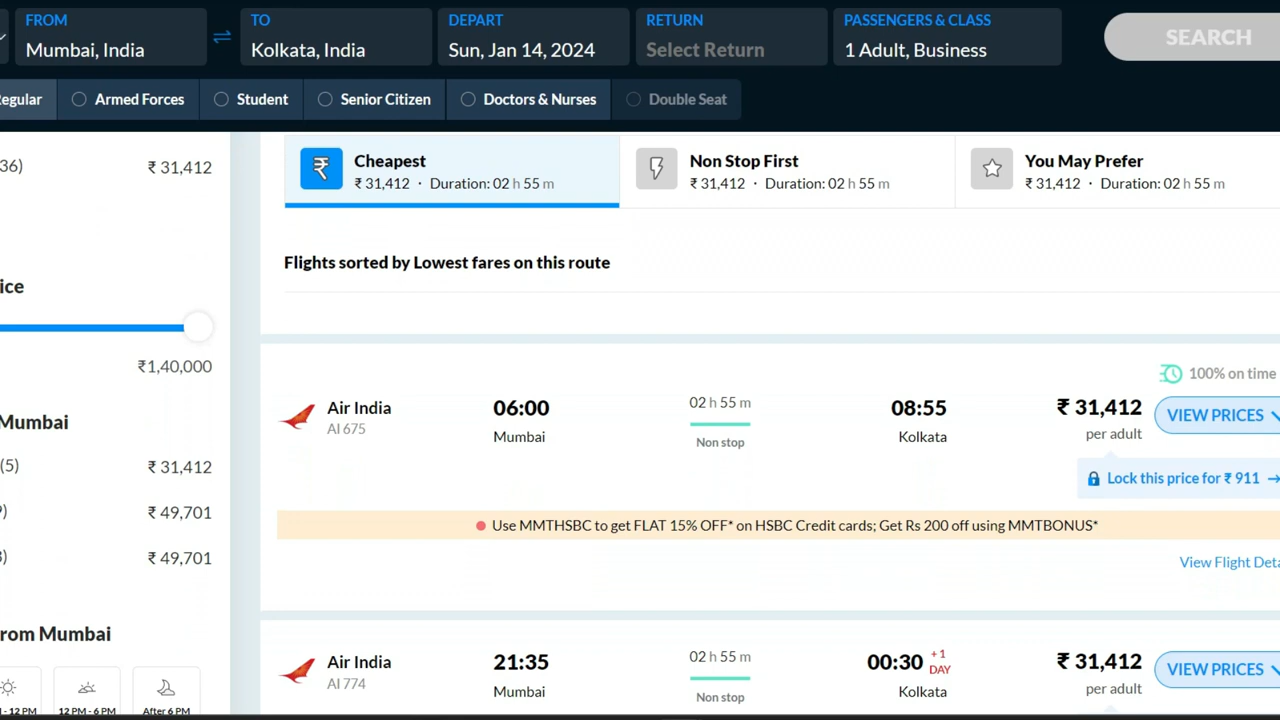 FROM
Mumbai, India
TO
Kolkata, India
DEPART
Sun, Jan 14, 2024
RETURN
Select Return
PASSENGERS & CLASS
1 Adult, Business
SEARCH
egular
Armed Forces
Student
Senior Citizen
Doctors & Nurses
Double Seat
36) ₹ 31,412
ice
₹1,40,000
Mumbai
(5) ₹ 31,412
) ₹ 49,701
) ₹ 49,701
rom Mumbai
- 12 PM
12 PM - 6 PM
After 6 PM
₹ Cheapest
₹ 31,412 · Duration: 02 h 55 m
Non Stop First
₹ 31,412 · Duration: 02 h 55 m
You May Prefer
₹ 31,412 · Duration: 02 h 55 m
Flights sorted by Lowest fares on this route
100% on time
Air India
AI 675
06:00
Mumbai
02 h 55 m
Non stop
08:55
Kolkata
₹ 31,412
per adult
VIEW PRICES
Lock this price for ₹ 911 →
Use MMTHSBC to get FLAT 15% OFF* on HSBC Credit cards; Get Rs 200 off using MMTBONUS*
View Flight Deta
Air India
AI 774
21:35
Mumbai
02 h 55 m
Non stop
00:30
+1
DAY
Kolkata
₹ 31,412
per adult
VIEW PRICES